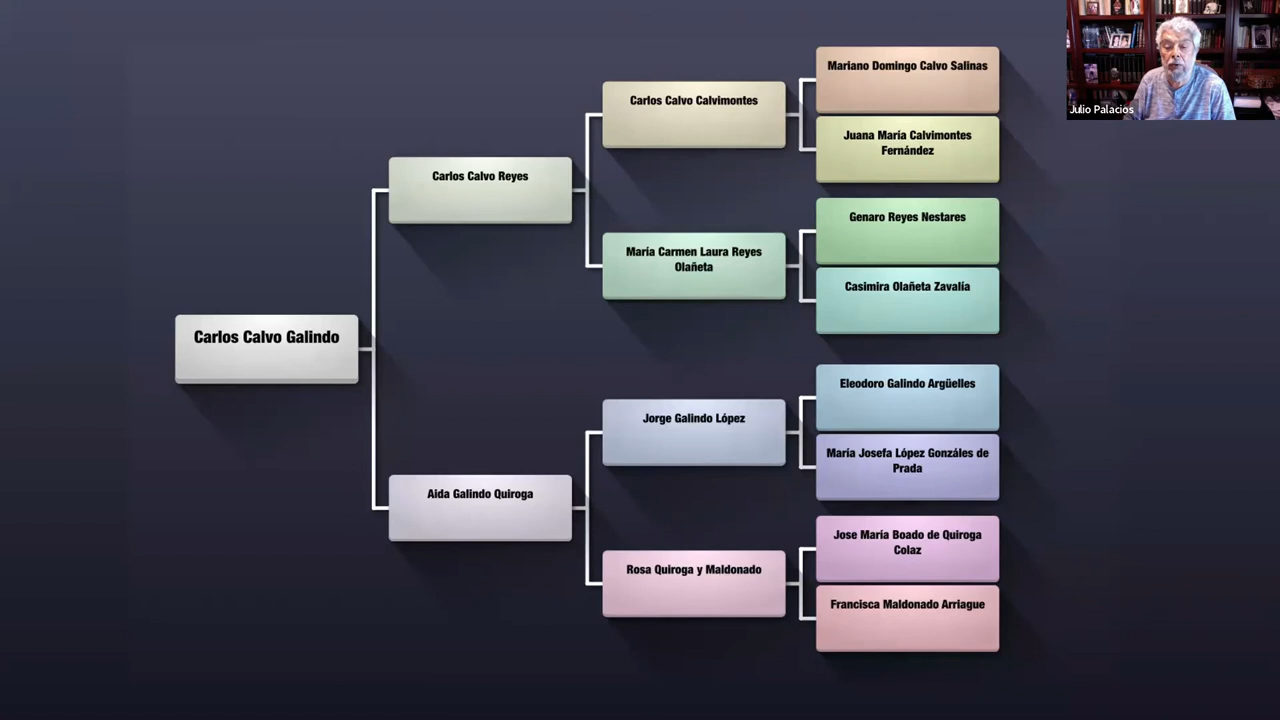 Mariano Domingo Calvo Salinas
Carlos Calvo Calvimontes
Julio Palacios
Juana María Calvimontes
Fernández
Carlos Calvo Reyes
Genaro Reyes Nestares
María Carmen Laura Reyes
Olañeta
Casimira Olañeta Zavalía
Carlos Calvo Galindo
Eleodoro Galindo Argüelles
Jorge Galindo López
María Josefa López Gonzáles de
Prada
Aida Galindo Quiroga
Jose María Boado de Quiroga
Colaz
Rosa Quiroga y Maldonado
Francisca Maldonado Arriague